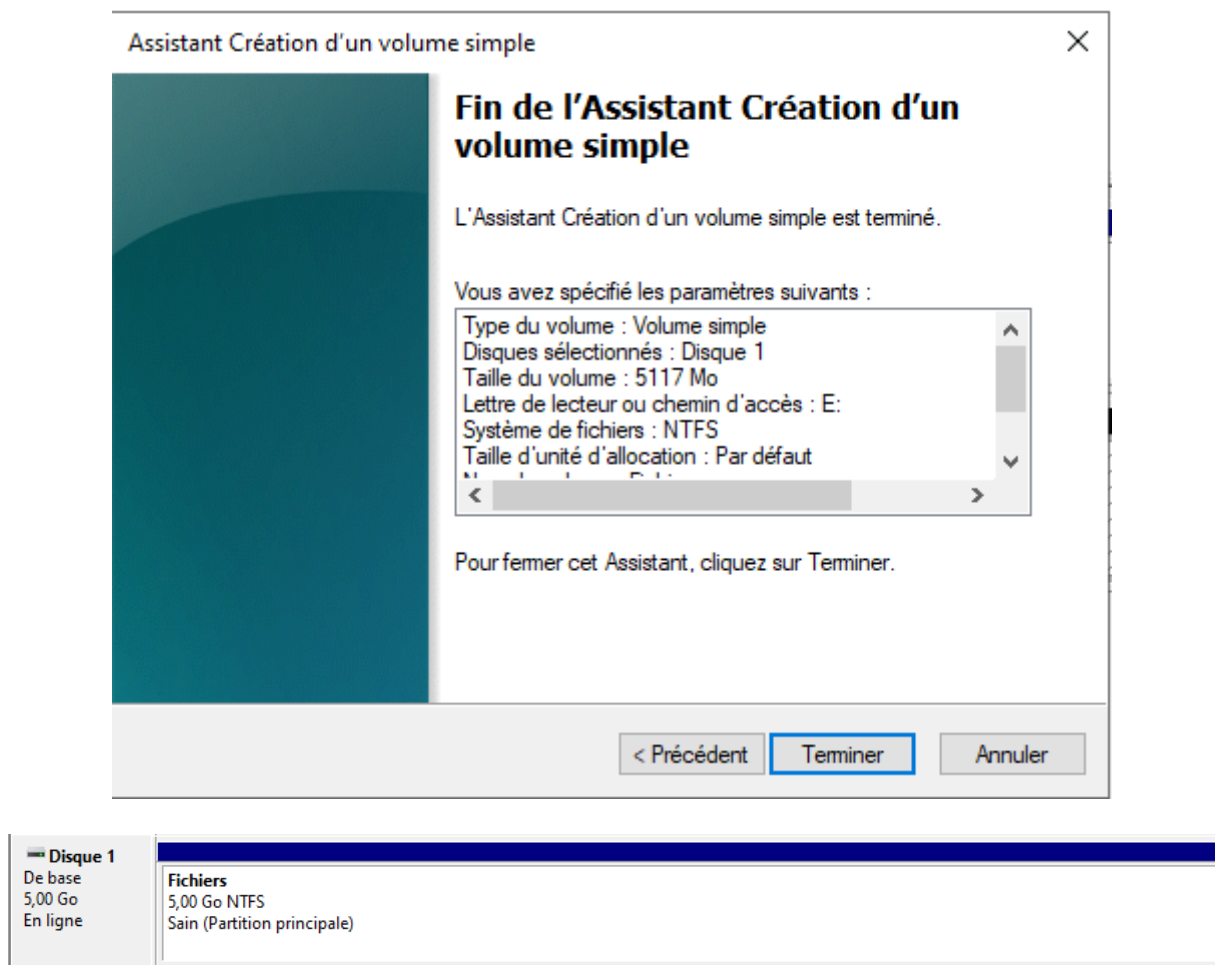 Assistant Création d'un volume simple
Fin de l'Assistant Création d'un
volume simple
L'Assistant Création d'un volume simple est terminé.
Vous avez spécifié les paramètres suivants :
Type du volume : Volume simple
Disques sélectionnés : Disque 1
Taille du volume : 5117 Mo
Lettre de lecteur ou chemin d'accès : E:
Système de fichiers : NTFS
Taille d'unité d'allocation : Par défaut
Pour fermer cet Assistant, cliquez sur Terminer.
< Précédent
Terminer
Annuler
Disque 1
De base
5,00 Go
En ligne
Fichiers
5,00 Go NTFS
Sain (Partition principale)